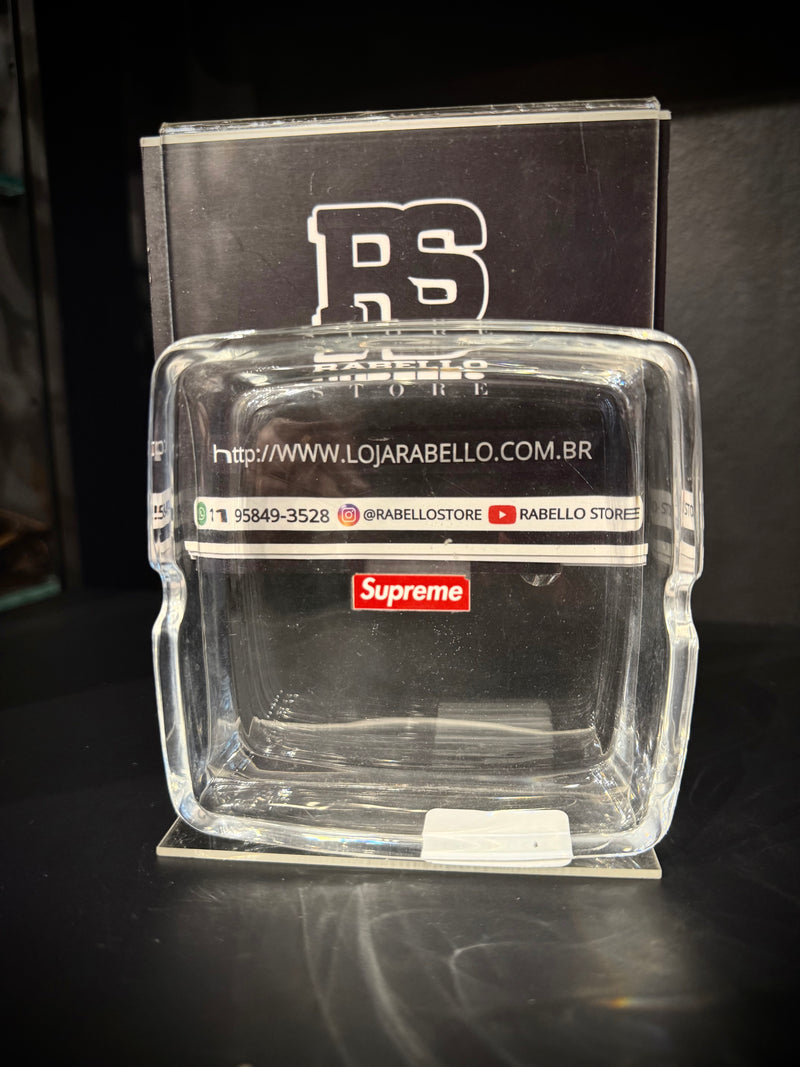 RS
RABELLO
STORE
http://WWW.LOJARABELLO.COM.BR
11 95849-3528 @RABELLOSTORE RABELLO STORE
Supreme